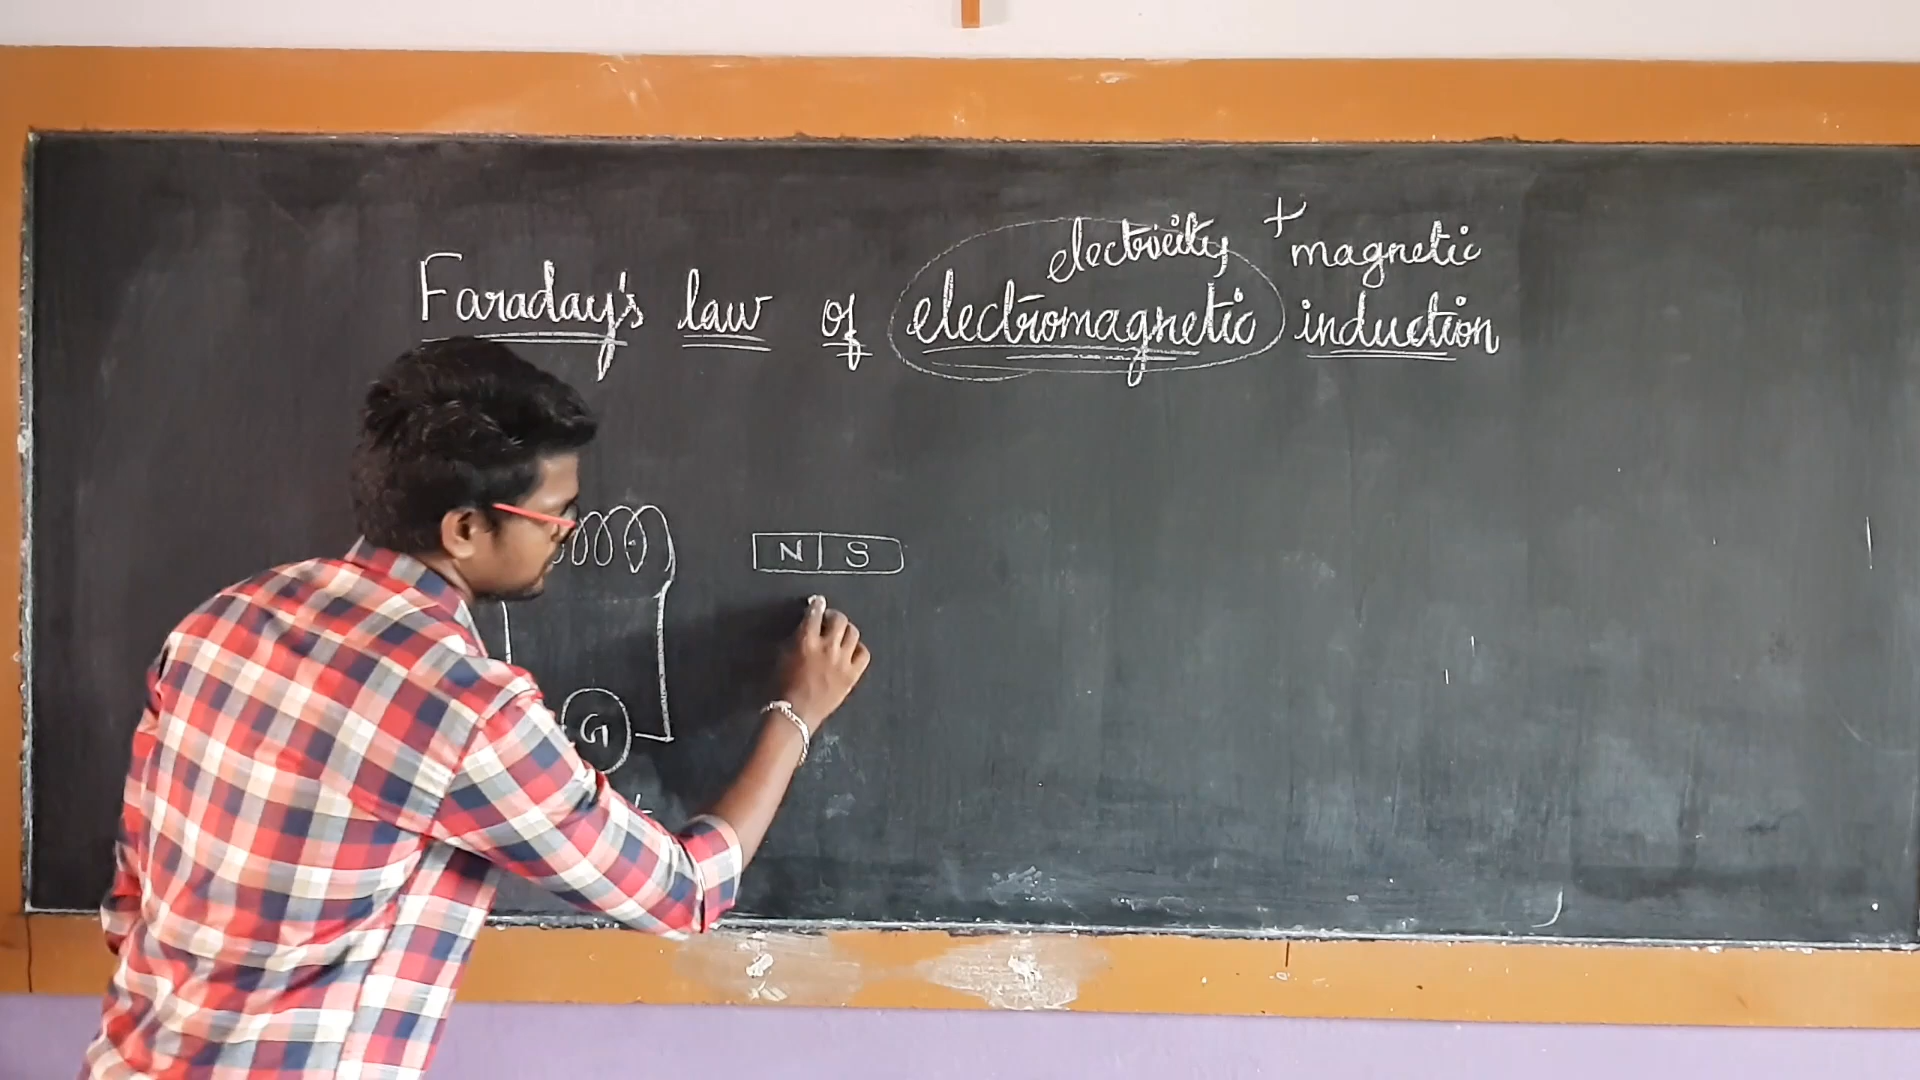 electricity + magnetic
Faraday's law of electromagnetic induction
N S
G